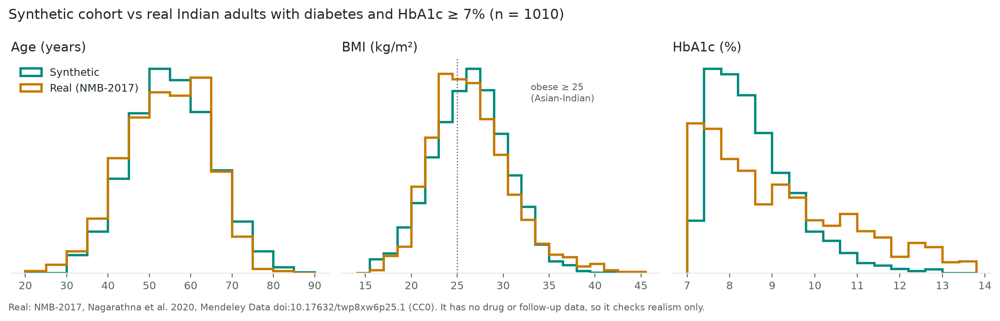 Synthetic cohort vs real Indian adults with diabetes and HbA1c ≥ 7% (n = 1010)
Age (years)
Synthetic
Real (NMB-2017)
20 30 40 50 60 70 80 90
BMI (kg/m²)
obese ≥ 25
(Asian-Indian)
15 20 25 30 35 40 45
HbA1c (%)
7 8 9 10 11 12 13 14
Real: NMB-2017, Nagarathna et al. 2020, Mendeley Data doi:10.17632/twp8xw6p25.1 (CC0). It has no drug or follow-up data, so it checks realism only.